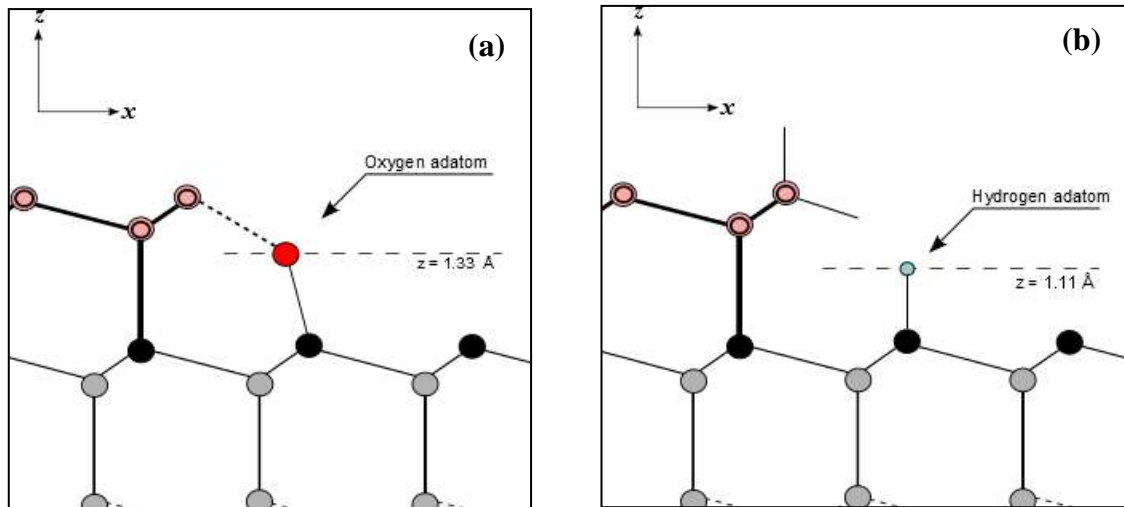 z
(a)
x
Oxygen adatom
z = 1.33 Å
z
(b)
x
Hydrogen adatom
z = 1.11 Å